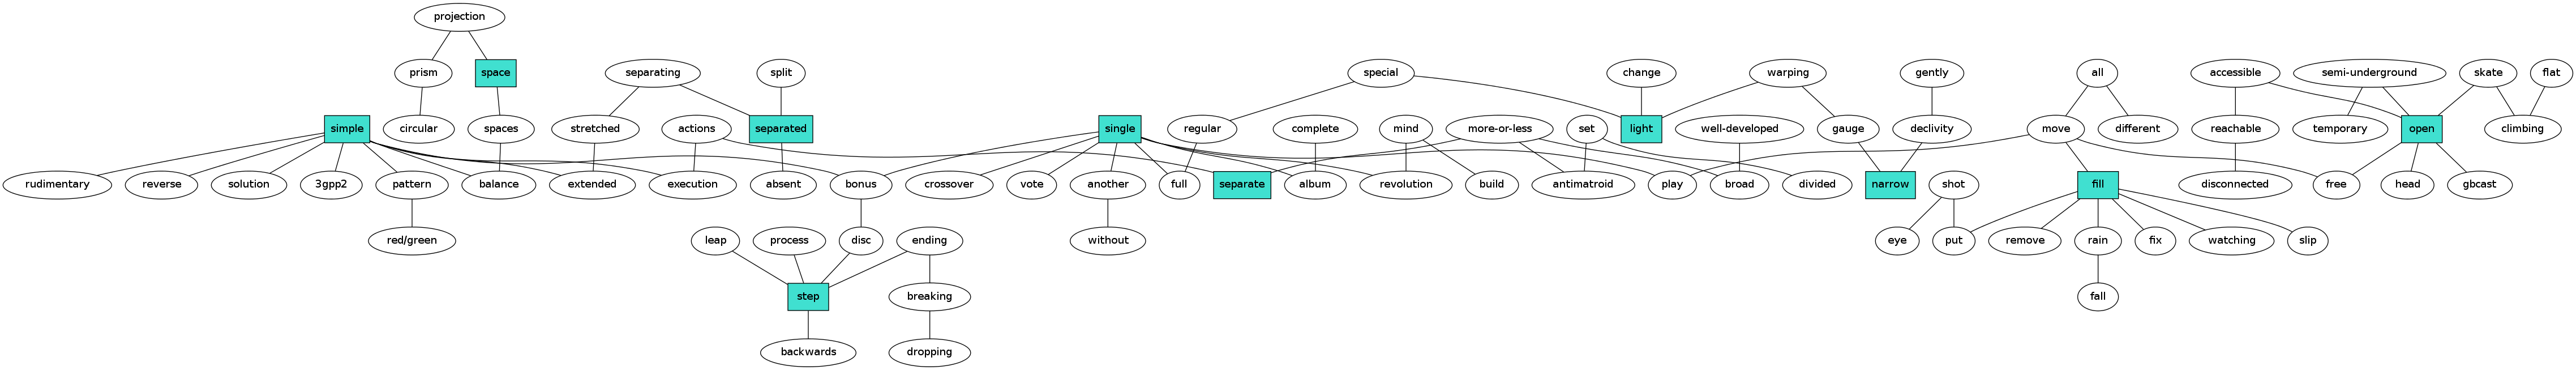 projection
prism
space
separating
split
special
change
warping
gently
all
accessible
semi-underground
skate
flat
simple
circular
spaces
stretched
actions
separated
single
regular
complete
mind
more-or-less
set
light
well-developed
gauge
declivity
move
different
reachable
temporary
open
climbing
rudimentary
reverse
solution
3gpp2
pattern
balance
extended
execution
absent
bonus
crossover
vote
another
full
separate
album
revolution
build
antimatroid
play
broad
divided
narrow
shot
fill
disconnected
free
head
gbcast
red/green
leap
process
disc
ending
without
eye
put
remove
rain
fix
watching
slip
step
breaking
fall
backwards
dropping